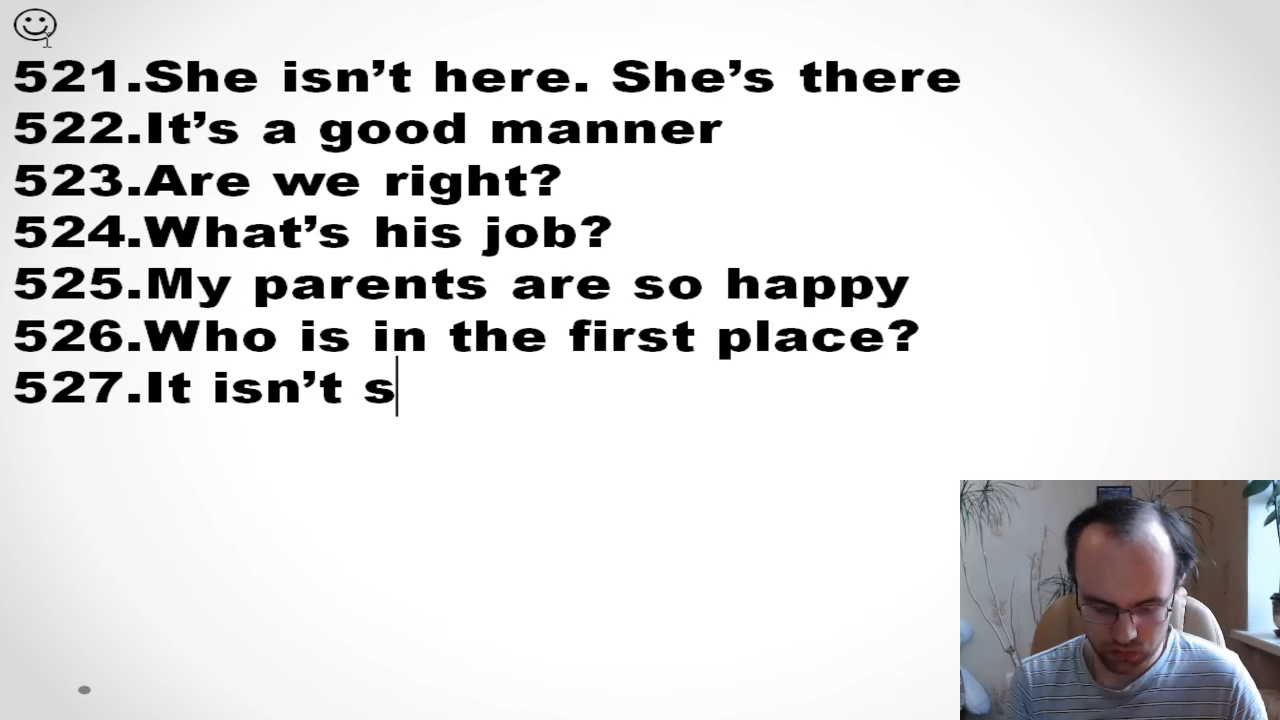 521.She isn’t here. She’s there
522.It’s a good manner
523.Are we right?
524.What’s his job?
525.My parents are so happy
526.Who is in the first place?
527.It isn’t s